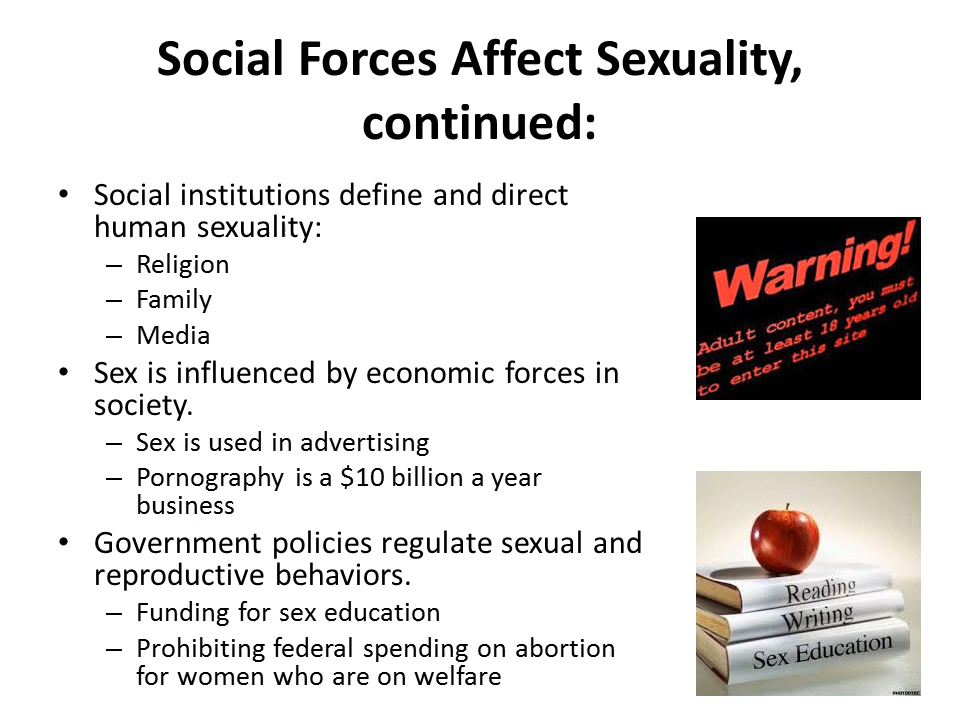 Social Forces Affect Sexuality,
continued:
• Social institutions define and direct
human sexuality:
– Religion
– Family
– Media
• Sex is influenced by economic forces in
society.
– Sex is used in advertising
– Pornography is a $10 billion a year
business
• Government policies regulate sexual and
reproductive behaviors.
– Funding for sex education
– Prohibiting federal spending on abortion
for women who are on welfare
Warning!
Adult content, you must
be at least 18 years old
to enter this site
Reading
Writing
Sex Education
PHOTODISC